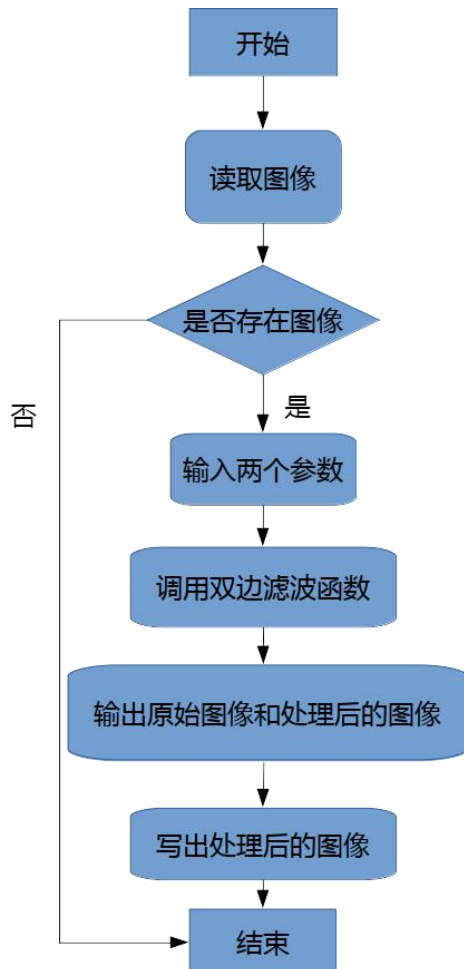 开始
读取图像
是否存在图像
否
是
输入两个参数
调用双边滤波函数
输出原始图像和处理后的图像
写出处理后的图像
结束